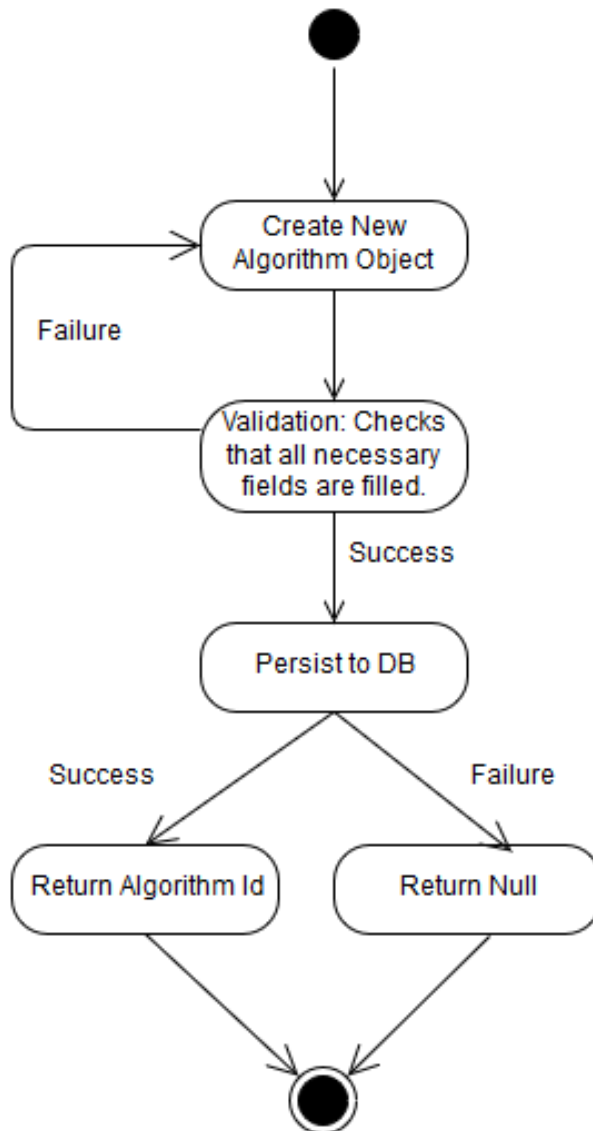 Create New
Algorithm Object
Failure
Validation: Checks
that all necessary
fields are filled.
Success
Persist to DB
Success
Failure
Return Algorithm Id
Return Null